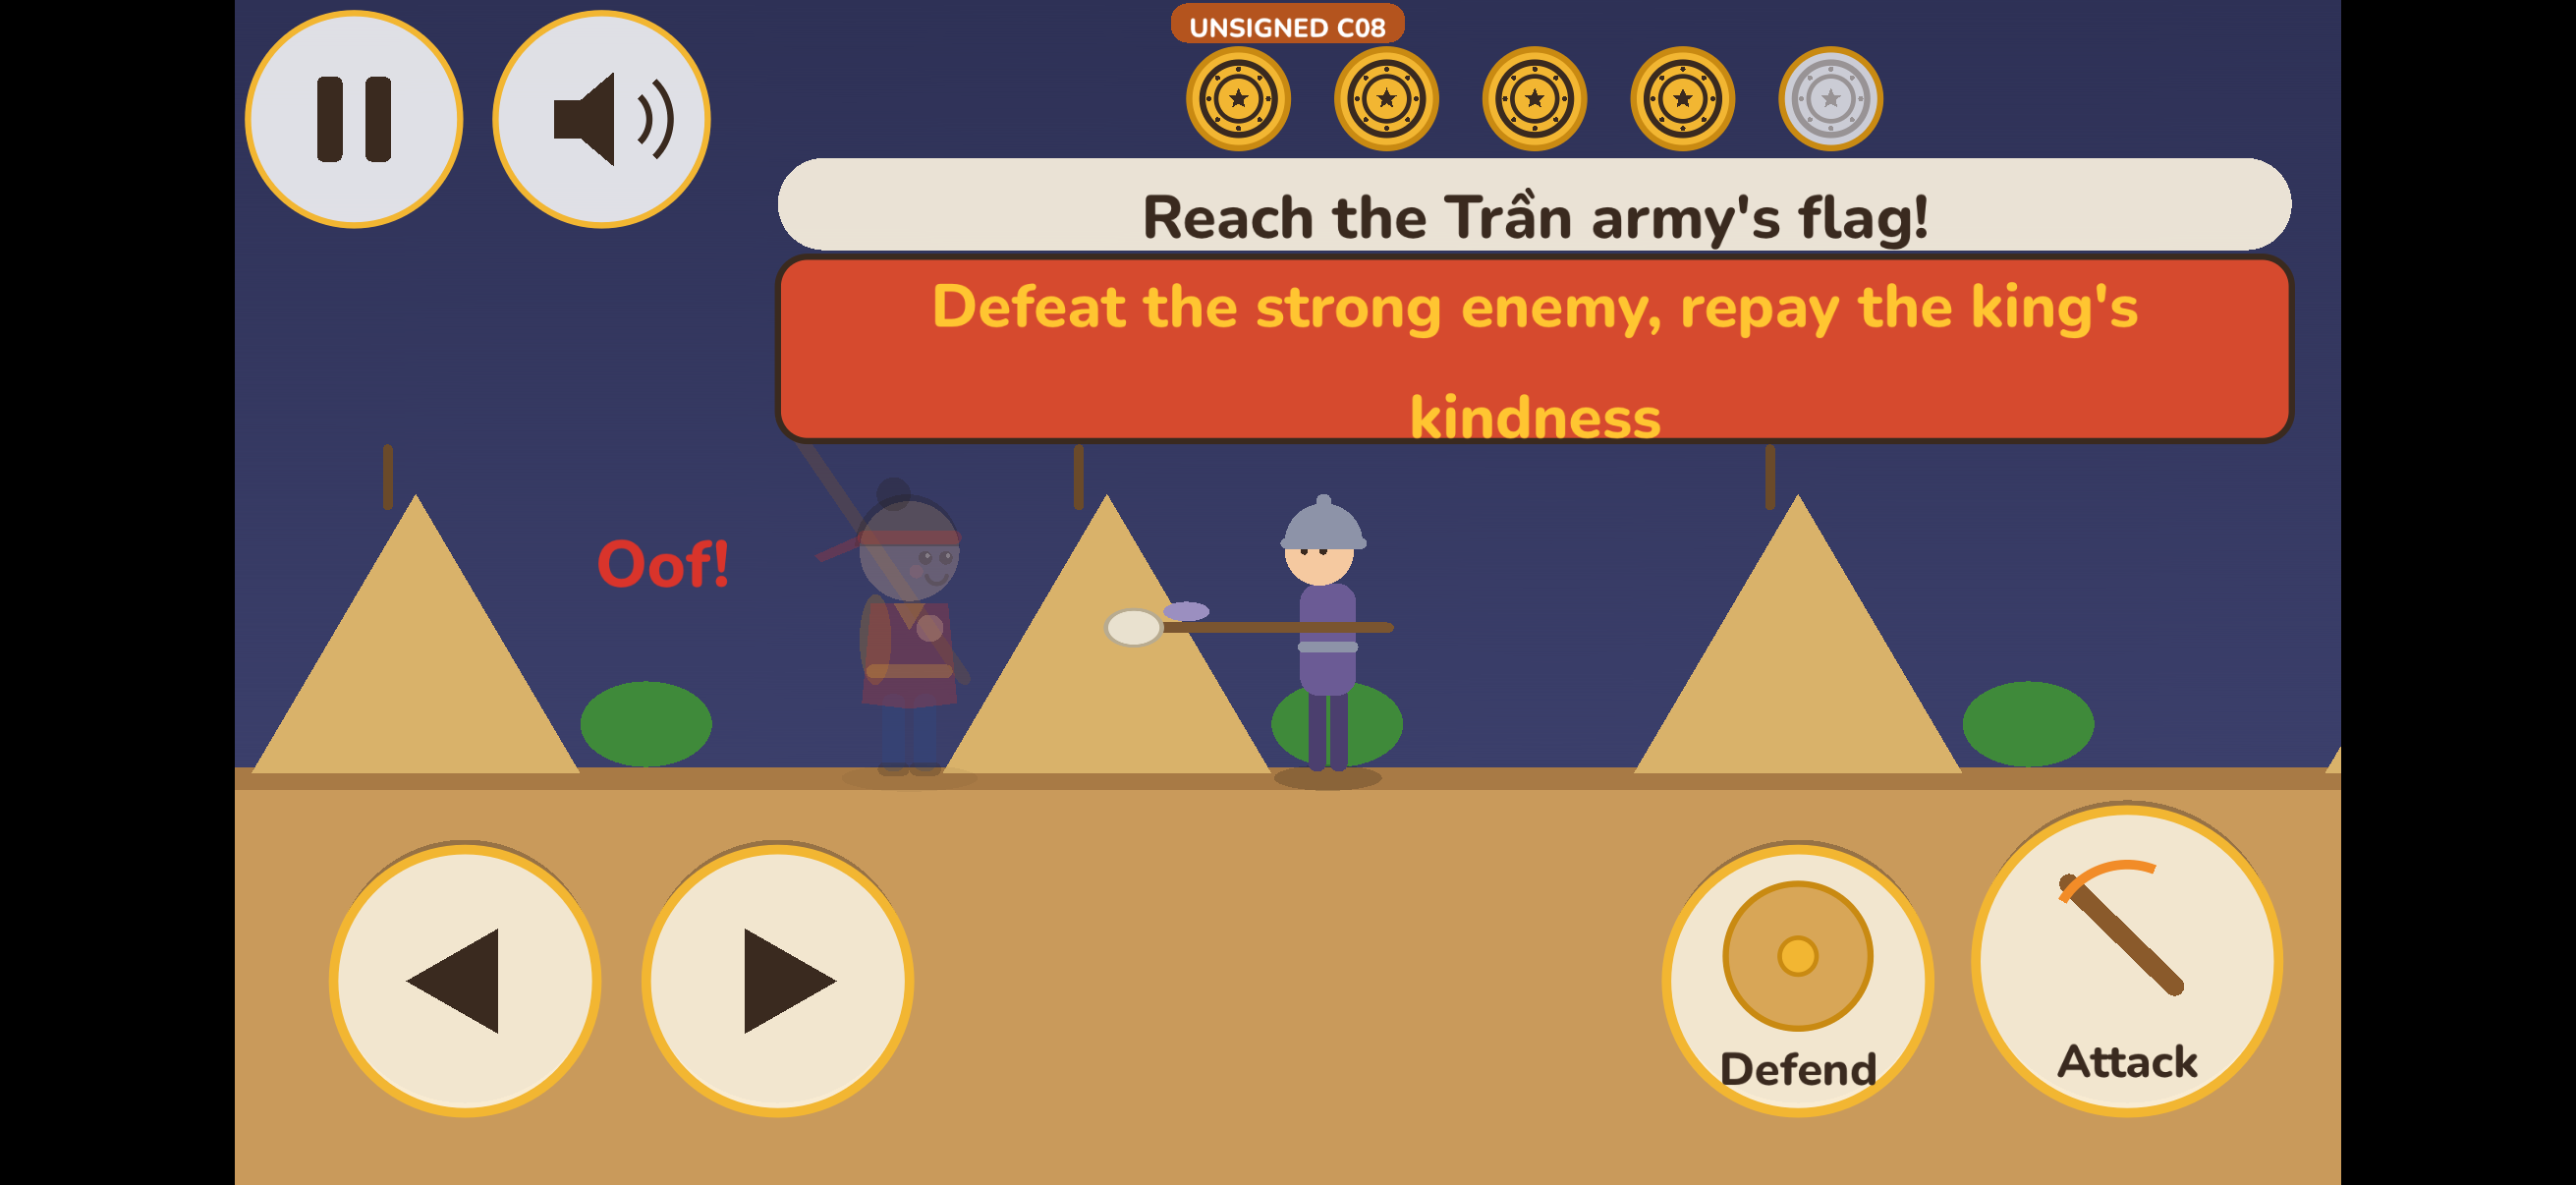 UNSIGNED C08
Reach the Trần army's flag!
Defeat the strong enemy, repay the king's
kindness
Oof!
Defend
Attack